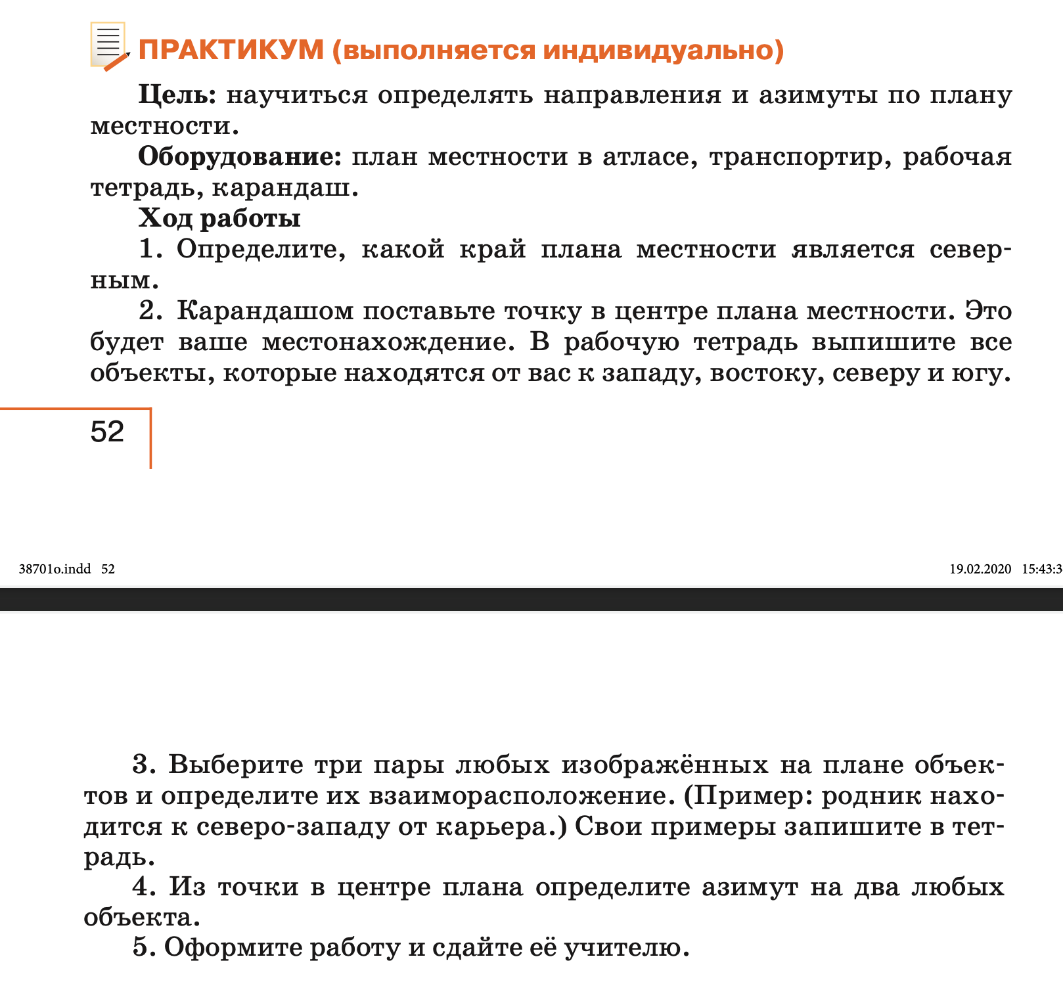 ПРАКТИКУМ (выполняется индивидуально)
Цель: научиться определять направления и азимуты по плану
местности.
Оборудование: план местности в атласе, транспортир, рабочая
тетрадь, карандаш.
Ход работы
1. Определите, какой край плана местности является север-
ным.
2. Карандашом поставьте точку в центре плана местности. Это
будет ваше местонахождение. В рабочую тетрадь выпишите все
объекты, которые находятся от вас к западу, востоку, северу и югу.
52
38701o.indd 52
19.02.2020 15:43:3
3. Выберите три пары любых изображённых на плане объек-
тов и определите их взаиморасположение. (Пример: родник нахо-
дится к северо-западу от карьера.) Свои примеры запишите в тет-
радь.
4. Из точки в центре плана определите азимут на два любых
объекта.
5. Оформите работу и сдайте её учителю.